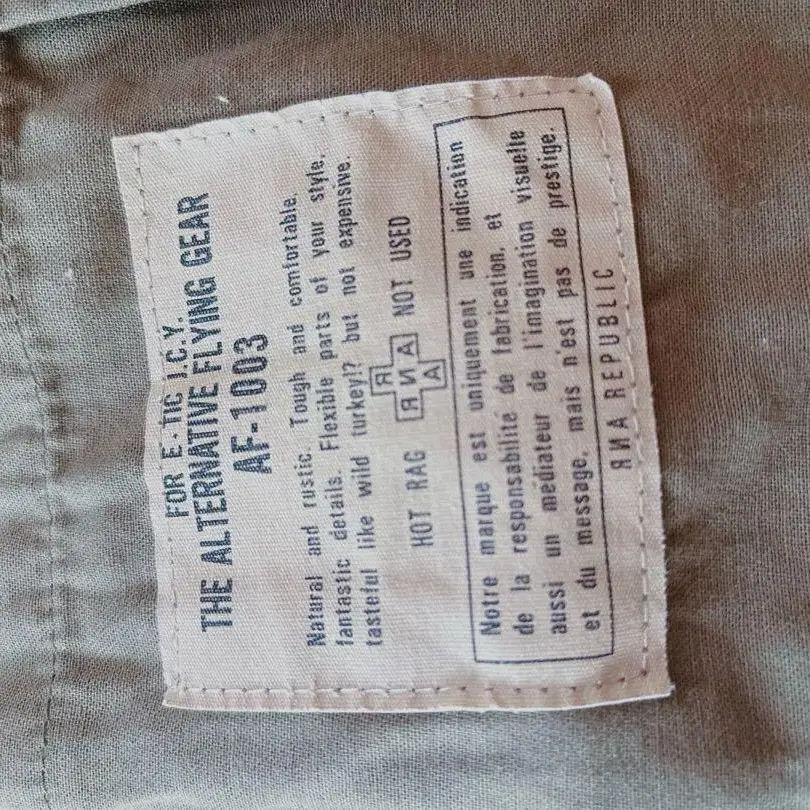 FOR E·TIC J.C.Y.
THE ALTERNATIVE FLYING GEAR
AF-1003
Natural and rustic. Tough and comfortable,
fantastic details. Flexible parts of your style,
tasteful like wild turkey!? but not expensive.
HOT RAG ЯNA ЯИA NOT USED
Notre marque est uniquement une indication
de la responsabilité de fabrication, et
aussi un médiateur de l'imagination visuelle
et du message, mais n'est pas de prestige.
ЯИA REPUBLIC